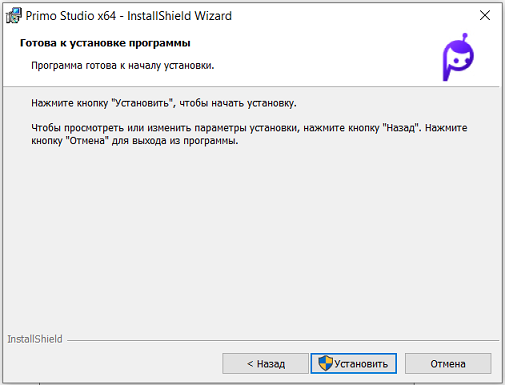 Primo Studio x64 - InstallShield Wizard
Готова к установке программы
Программа готова к началу установки.
Нажмите кнопку "Установить", чтобы начать установку.
Чтобы просмотреть или изменить параметры установки, нажмите кнопку "Назад". Нажмите
кнопку "Отмена" для выхода из программы.
InstallShield
< Назад
Установить
Отмена